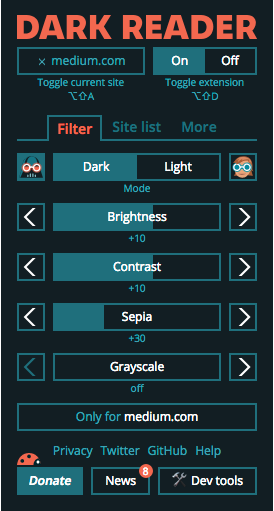 DARK READER
× medium.com On Off
Toggle current site Toggle extension
⌥⇧A ⌥⇧D
Filter Site list More
Dark Light
Mode
Brightness
+10
Contrast
+10
Sepia
+30
Grayscale
off
Only for medium.com
Privacy Twitter GitHub Help
Donate News 8 Dev tools